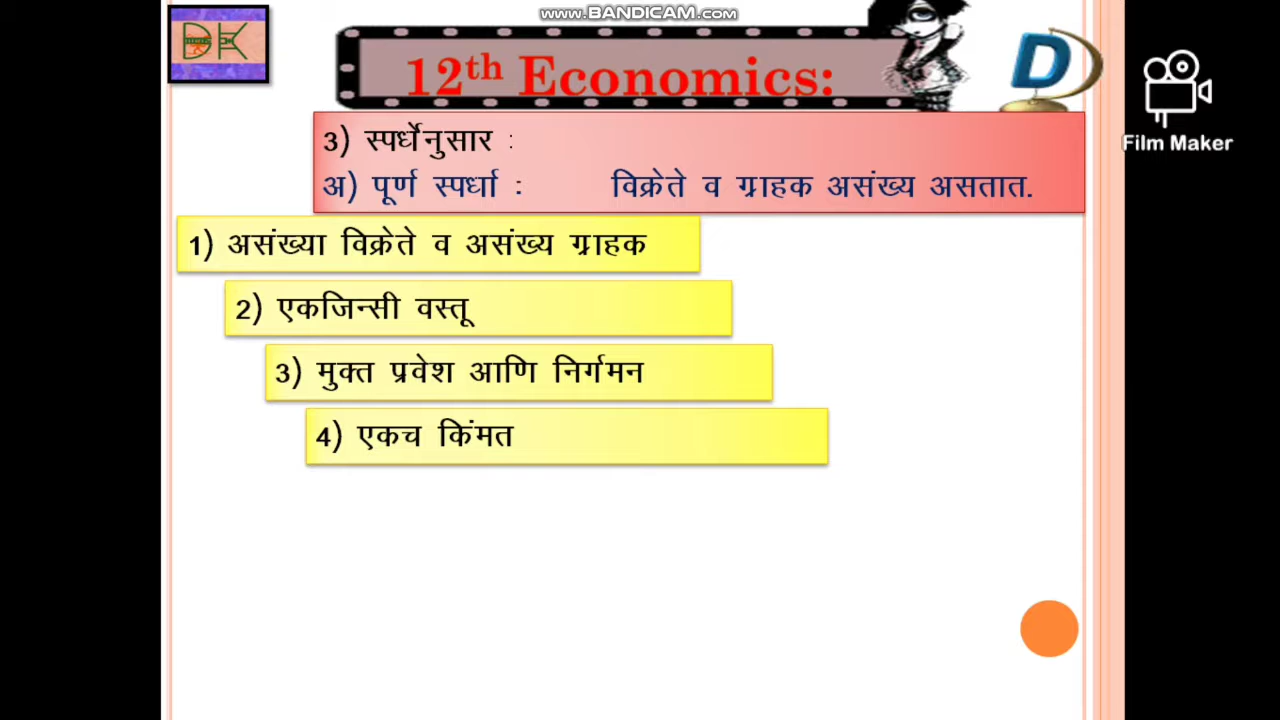 www.BANDICAM.com
DK
12th Economics:
D
Film Maker
3) स्पर्धेनुसार :
अ) पूर्ण स्पर्धा : विक्रेते व ग्राहक असंख्य असतात.
1) असंख्या विक्रेते व असंख्य ग्राहक
2) एकजिन्सी वस्तू
3) मुक्त प्रवेश आणि निर्गमन
4) एकच किंमत